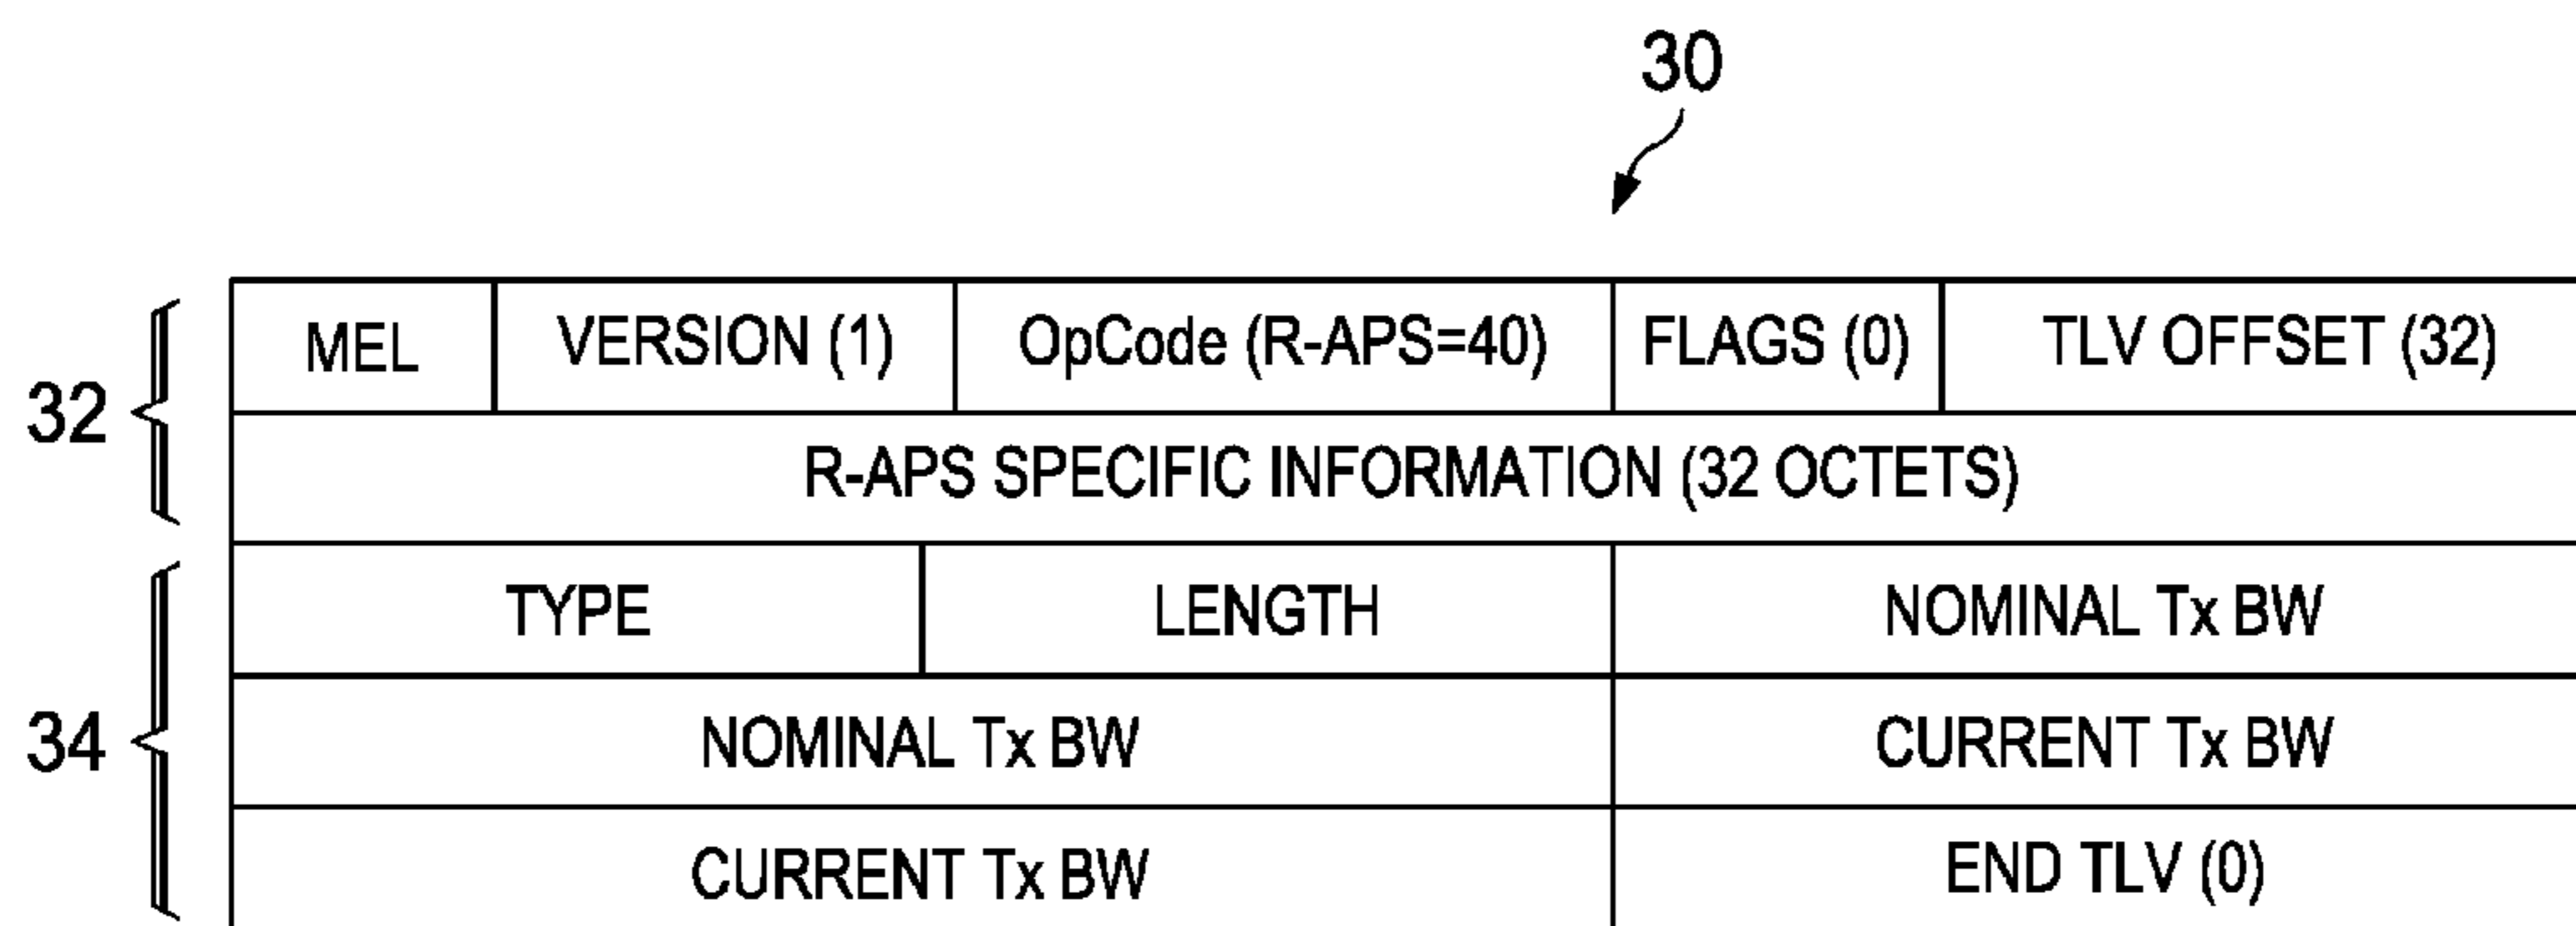 30
32
MEL VERSION (1) OpCode (R-APS=40) FLAGS (0) TLV OFFSET (32)
R-APS SPECIFIC INFORMATION (32 OCTETS)
34
TYPE LENGTH NOMINAL Tx BW
NOMINAL Tx BW CURRENT Tx BW
CURRENT Tx BW END TLV (0)